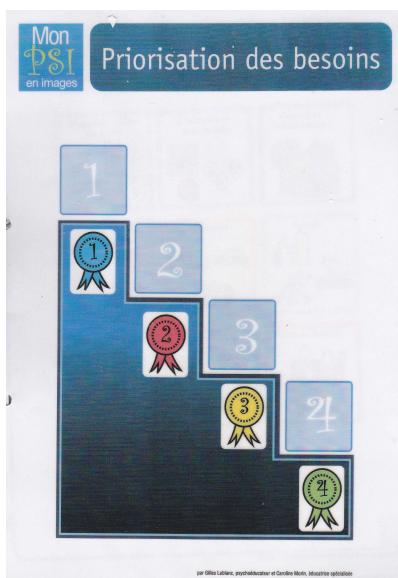 Mon
PSI
en images
Priorisation des besoins
1
1
2
2
3
3
4
4
par Gilles Leblanc, psychoéducateur et Caroline Morin, éducatrice spécialisée